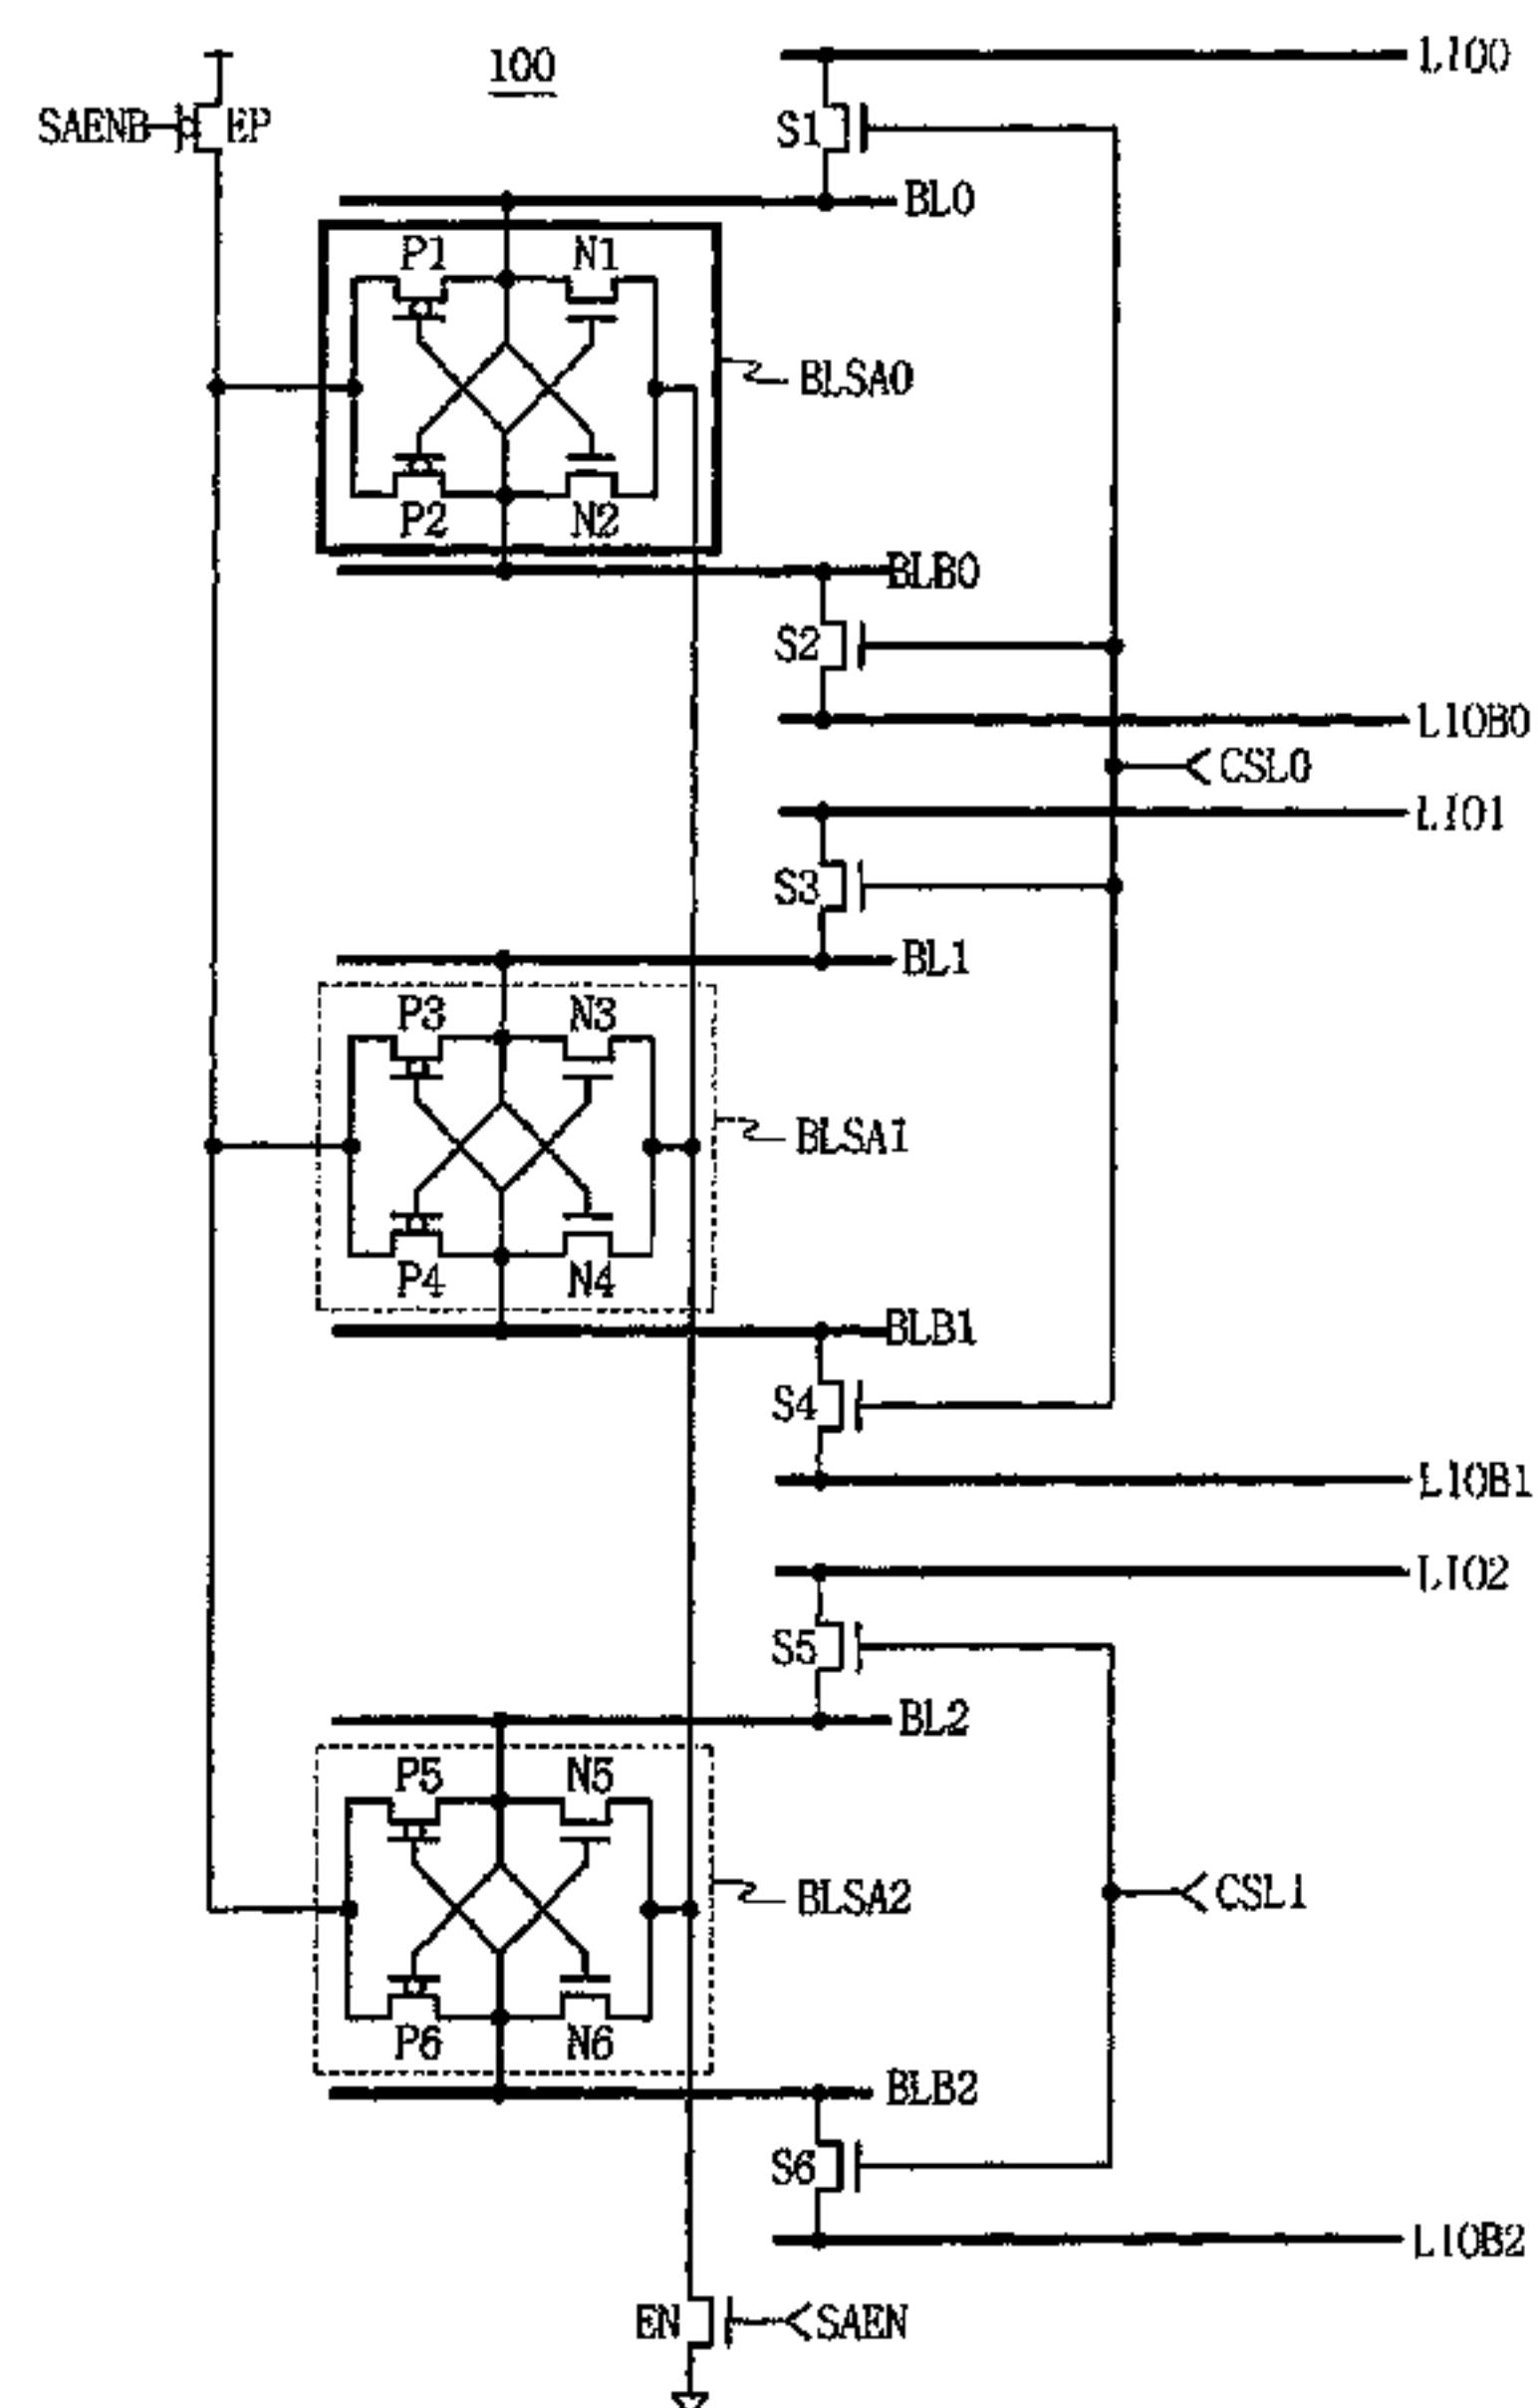 100
LIO0
SAENB
EP
S1
BL0
P1
N1
BLSA0
P2
N2
BLB0
S2
LIOB0
CSL0
LIO1
S3
BL1
P3
N3
BLSA1
P4
N4
BLB1
S4
LIOB1
LIO2
S5
BL2
P5
N5
BLSA2
CSL1
P6
N6
BLB2
S6
LIOB2
EN
SAEN